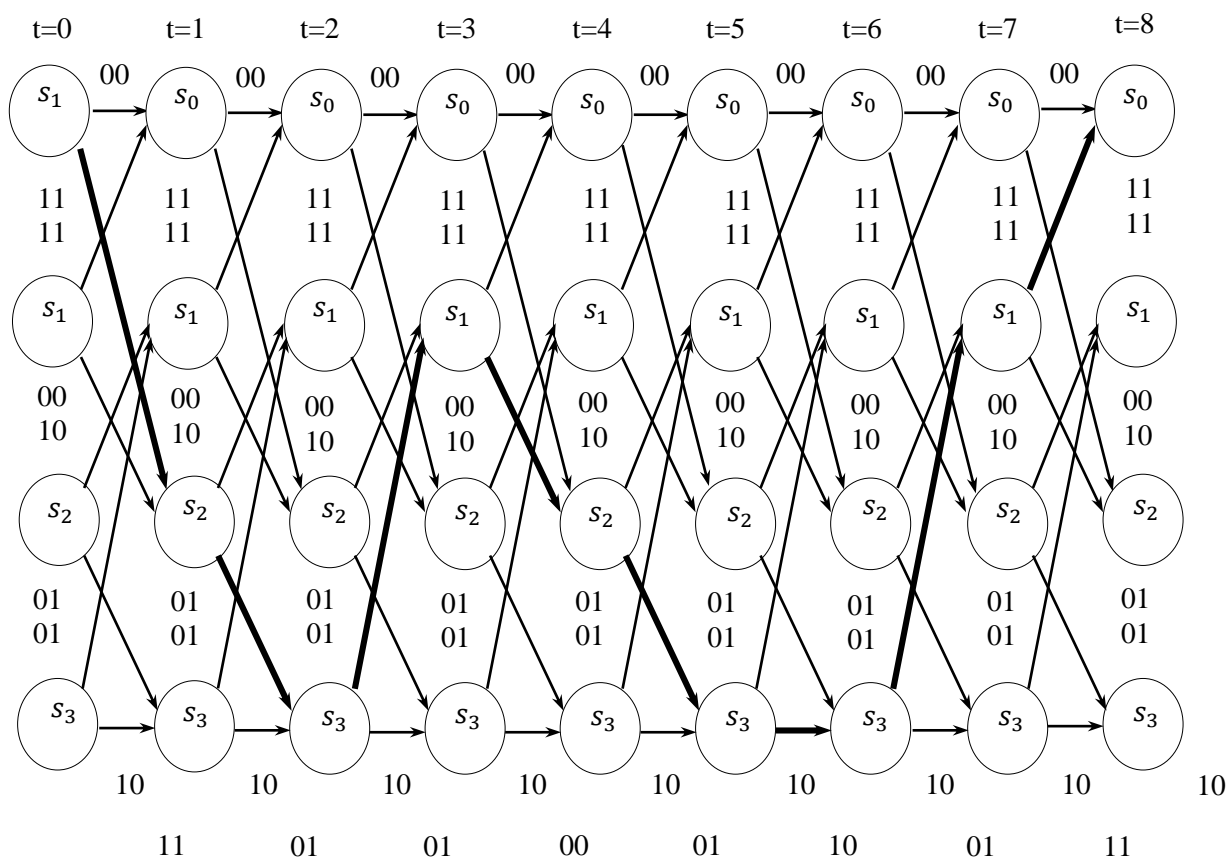 t=0 t=1 t=2 t=3 t=4 t=5 t=6 t=7 t=8
00 00 00 00 00 00 00 00
s₁ s₀ s₀ s₀ s₀ s₀ s₀ s₀ s₀
11 11 11 11 11 11 11 11 11
11 11 11 11 11 11 11 11 11
s₁ s₁ s₁ s₁ s₁ s₁ s₁ s₁ s₁
00 00 00 00 00 00 00 00 00
10 10 10 10 10 10 10 10 10
s₂ s₂ s₂ s₂ s₂ s₂ s₂ s₂ s₂
01 01 01 01 01 01 01 01 01
01 01 01 01 01 01 01 01 01
s₃ s₃ s₃ s₃ s₃ s₃ s₃ s₃ s₃
10 10 10 10 10 10 10 10 10
11 01 01 00 01 10 01 11